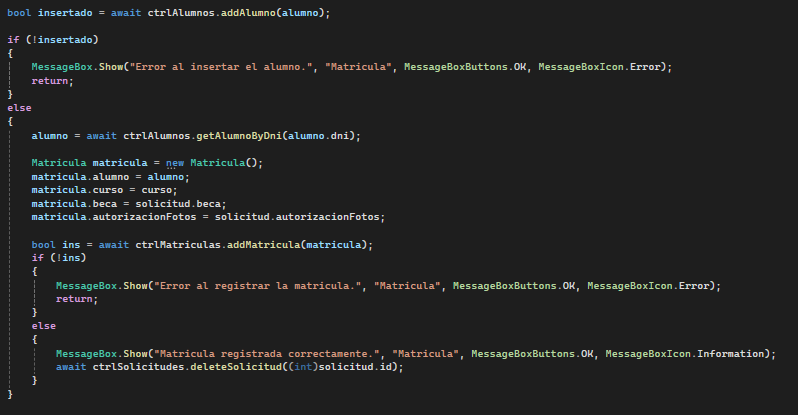 bool insertado = await ctrlAlumnos.addAlumno(alumno);
if (!insertado)
{
MessageBox.Show("Error al insertar el alumno.", "Matricula", MessageBoxButtons.OK, MessageBoxIcon.Error);
return;
}
else
{
alumno = await ctrlAlumnos.getAlumnoByDni(alumno.dni);
Matricula matricula = new Matricula();
matricula.alumno = alumno;
matricula.curso = curso;
matricula.beca = solicitud.beca;
matricula.autorizacionFotos = solicitud.autorizacionFotos;
bool ins = await ctrlMatriculas.addMatricula(matricula);
if (!ins)
{
MessageBox.Show("Error al registrar la matricula.", "Matricula", MessageBoxButtons.OK, MessageBoxIcon.Error);
return;
}
else
{
MessageBox.Show("Matricula registrada correctamente.", "Matricula", MessageBoxButtons.OK, MessageBoxIcon.Information);
await ctrlSolicitudes.deleteSolicitud((int)solicitud.id);
}
}